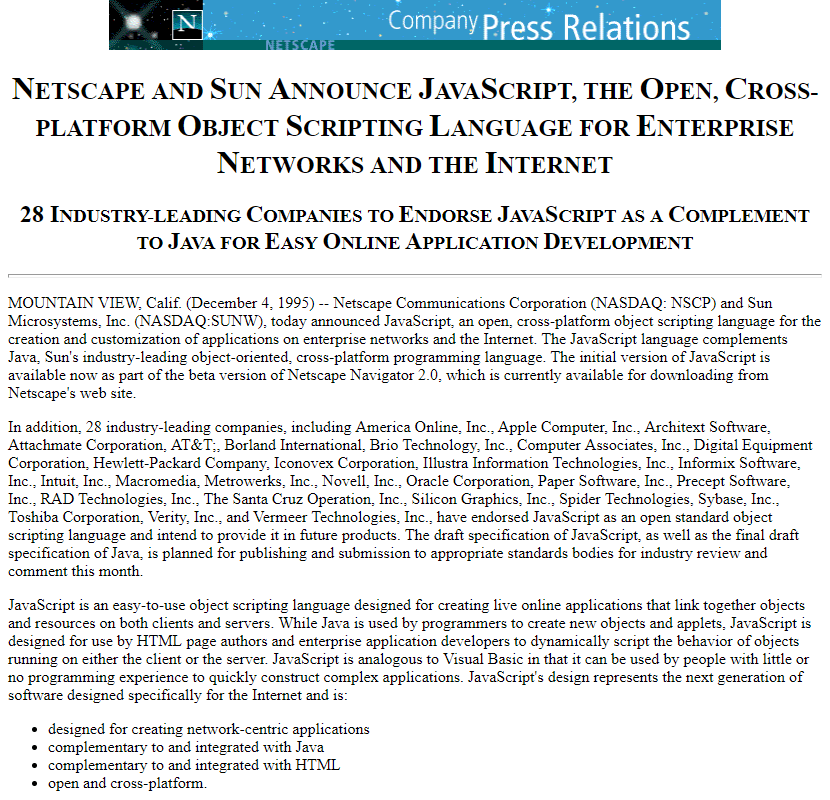 N
Company Press Relations
NETSCAPE
NETSCAPE AND SUN ANNOUNCE JAVASCRIPT, THE OPEN, CROSS-
PLATFORM OBJECT SCRIPTING LANGUAGE FOR ENTERPRISE
NETWORKS AND THE INTERNET
28 INDUSTRY-LEADING COMPANIES TO ENDORSE JAVASCRIPT AS A COMPLEMENT
TO JAVA FOR EASY ONLINE APPLICATION DEVELOPMENT
MOUNTAIN VIEW, Calif. (December 4, 1995) -- Netscape Communications Corporation (NASDAQ: NSCP) and Sun
Microsystems, Inc. (NASDAQ:SUNW), today announced JavaScript, an open, cross-platform object scripting language for the
creation and customization of applications on enterprise networks and the Internet. The JavaScript language complements
Java, Sun's industry-leading object-oriented, cross-platform programming language. The initial version of JavaScript is
available now as part of the beta version of Netscape Navigator 2.0, which is currently available for downloading from
Netscape's web site.
In addition, 28 industry-leading companies, including America Online, Inc., Apple Computer, Inc., Architext Software,
Attachmate Corporation, AT&T;, Borland International, Brio Technology, Inc., Computer Associates, Inc., Digital Equipment
Corporation, Hewlett-Packard Company, Iconovex Corporation, Illustra Information Technologies, Inc., Informix Software,
Inc., Intuit, Inc., Macromedia, Metrowerks, Inc., Novell, Inc., Oracle Corporation, Paper Software, Inc., Precept Software,
Inc., RAD Technologies, Inc., The Santa Cruz Operation, Inc., Silicon Graphics, Inc., Spider Technologies, Sybase, Inc.,
Toshiba Corporation, Verity, Inc., and Vermeer Technologies, Inc., have endorsed JavaScript as an open standard object
scripting language and intend to provide it in future products. The draft specification of JavaScript, as well as the final draft
specification of Java, is planned for publishing and submission to appropriate standards bodies for industry review and
comment this month.
JavaScript is an easy-to-use object scripting language designed for creating live online applications that link together objects
and resources on both clients and servers. While Java is used by programmers to create new objects and applets, JavaScript is
designed for use by HTML page authors and enterprise application developers to dynamically script the behavior of objects
running on either the client or the server. JavaScript is analogous to Visual Basic in that it can be used by people with little or
no programming experience to quickly construct complex applications. JavaScript's design represents the next generation of
software designed specifically for the Internet and is:
• designed for creating network-centric applications
• complementary to and integrated with Java
• complementary to and integrated with HTML
• open and cross-platform.